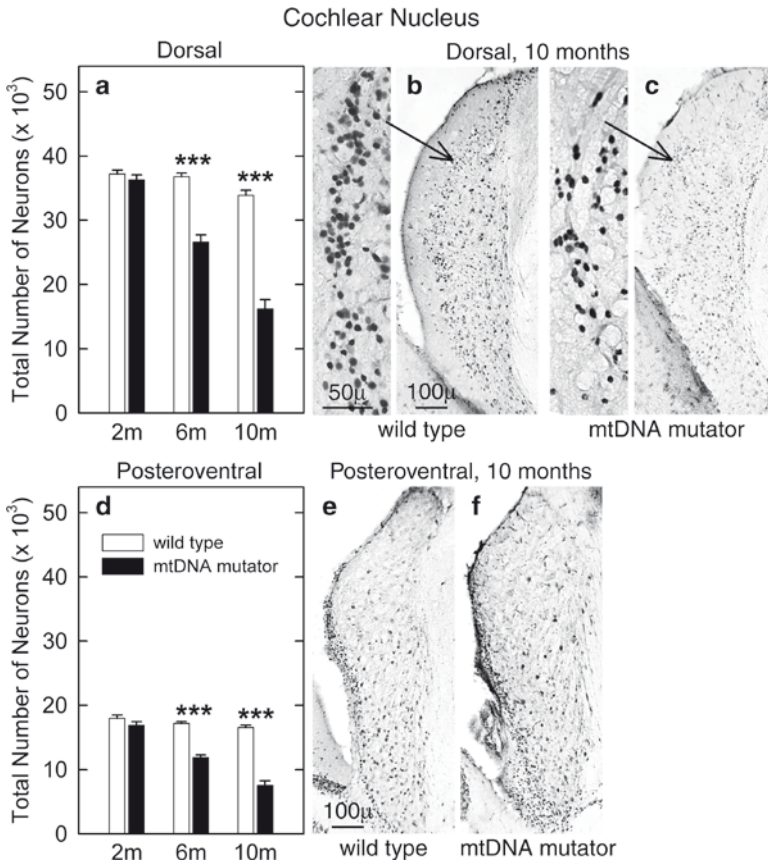 Cochlear Nucleus
Dorsal
Dorsal, 10 months
a
b
c
Total Number of Neurons (x 10³)
50
40
30
20
10
0
***
***
2m
6m
10m
50µ
100µ
wild type
mtDNA mutator
Posteroventral
Posteroventral, 10 months
d
e
f
Total Number of Neurons (x 10³)
50
40
30
20
10
0
wild type
mtDNA mutator
***
***
2m
6m
10m
100µ
wild type
mtDNA mutator